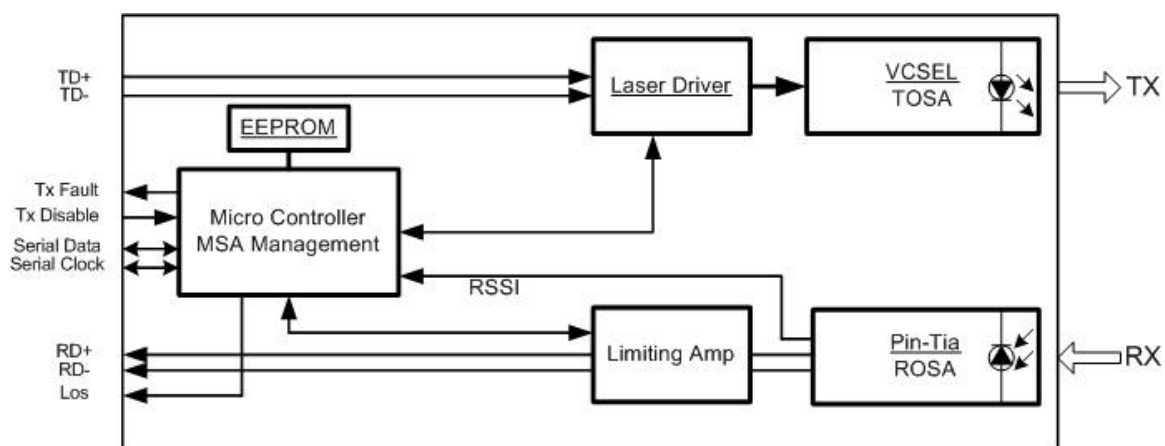 TD+
TD-
Laser Driver
VCSEL
TOSA
TX
EEPROM
Tx Fault
Tx Disable
Serial Data
Serial Clock
Micro Controller
MSA Management
RSSI
RD+
RD-
Los
Limiting Amp
Pin-Tia
ROSA
RX